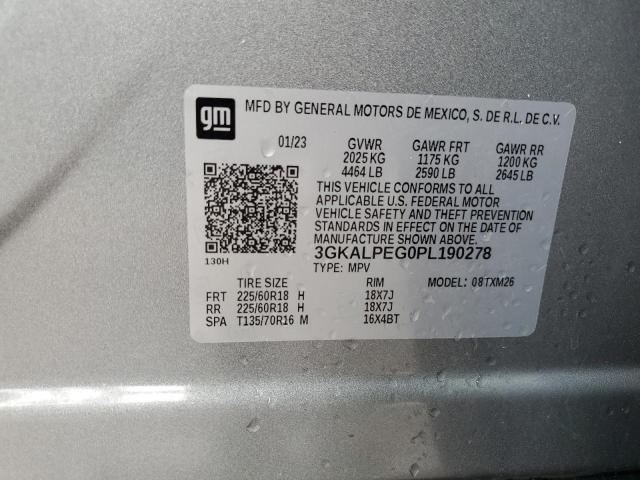 gm
MFD BY GENERAL MOTORS DE MEXICO, S. DE R.L. DE C.V.
01/23 GVWR GAWR FRT GAWR RR
2025 KG 1175 KG 1200 KG
4464 LB 2590 LB 2645 LB
THIS VEHICLE CONFORMS TO ALL
APPLICABLE U.S. FEDERAL MOTOR
VEHICLE SAFETY AND THEFT PREVENTION
STANDARDS IN EFFECT ON THE DATE OF
MANUFACTURE SHOWN ABOVE.
3GKALPEG0PL190278
130H
TYPE: MPV MODEL: 08TXM26
TIRE SIZE RIM
FRT 225/60R18 H 18X7J
RR 225/60R18 H 18X7J
SPA T135/70R16 M 16X4BT